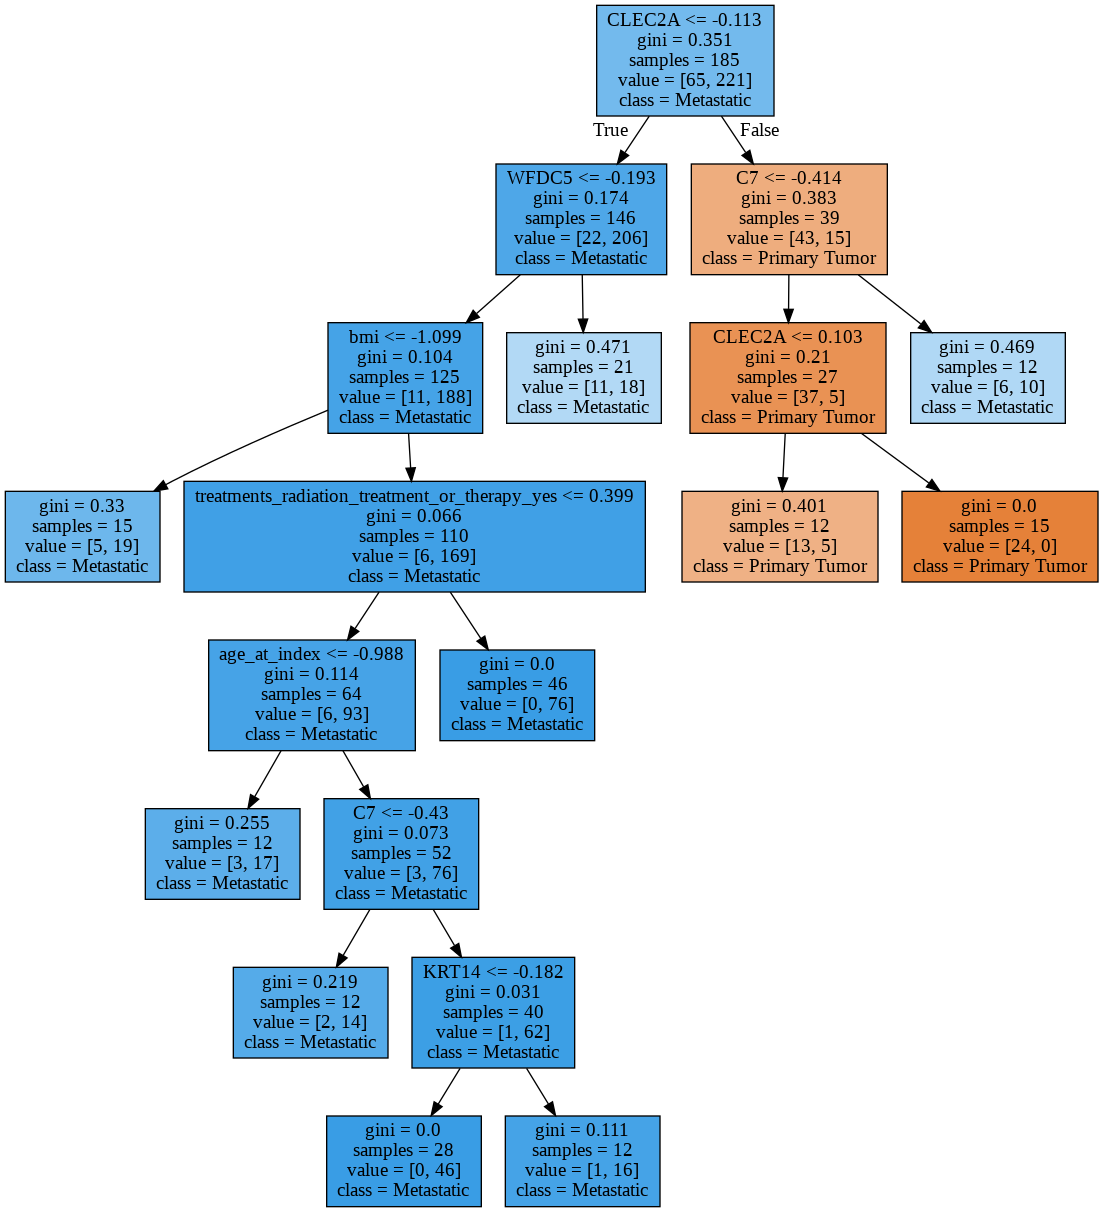 CLEC2A <= -0.113
gini = 0.351
samples = 185
value = [65, 221]
class = Metastatic
True
False
WFDC5 <= -0.193
gini = 0.174
samples = 146
value = [22, 206]
class = Metastatic
C7 <= -0.414
gini = 0.383
samples = 39
value = [43, 15]
class = Primary Tumor
bmi <= -1.099
gini = 0.104
samples = 125
value = [11, 188]
class = Metastatic
gini = 0.471
samples = 21
value = [11, 18]
class = Metastatic
CLEC2A <= 0.103
gini = 0.21
samples = 27
value = [37, 5]
class = Primary Tumor
gini = 0.469
samples = 12
value = [6, 10]
class = Metastatic
gini = 0.33
samples = 15
value = [5, 19]
class = Metastatic
treatments_radiation_treatment_or_therapy_yes <= 0.399
gini = 0.066
samples = 110
value = [6, 169]
class = Metastatic
gini = 0.401
samples = 12
value = [13, 5]
class = Primary Tumor
gini = 0.0
samples = 15
value = [24, 0]
class = Primary Tumor
age_at_index <= -0.988
gini = 0.114
samples = 64
value = [6, 93]
class = Metastatic
gini = 0.0
samples = 46
value = [0, 76]
class = Metastatic
gini = 0.255
samples = 12
value = [3, 17]
class = Metastatic
C7 <= -0.43
gini = 0.073
samples = 52
value = [3, 76]
class = Metastatic
gini = 0.219
samples = 12
value = [2, 14]
class = Metastatic
KRT14 <= -0.182
gini = 0.031
samples = 40
value = [1, 62]
class = Metastatic
gini = 0.0
samples = 28
value = [0, 46]
class = Metastatic
gini = 0.111
samples = 12
value = [1, 16]
class = Metastatic